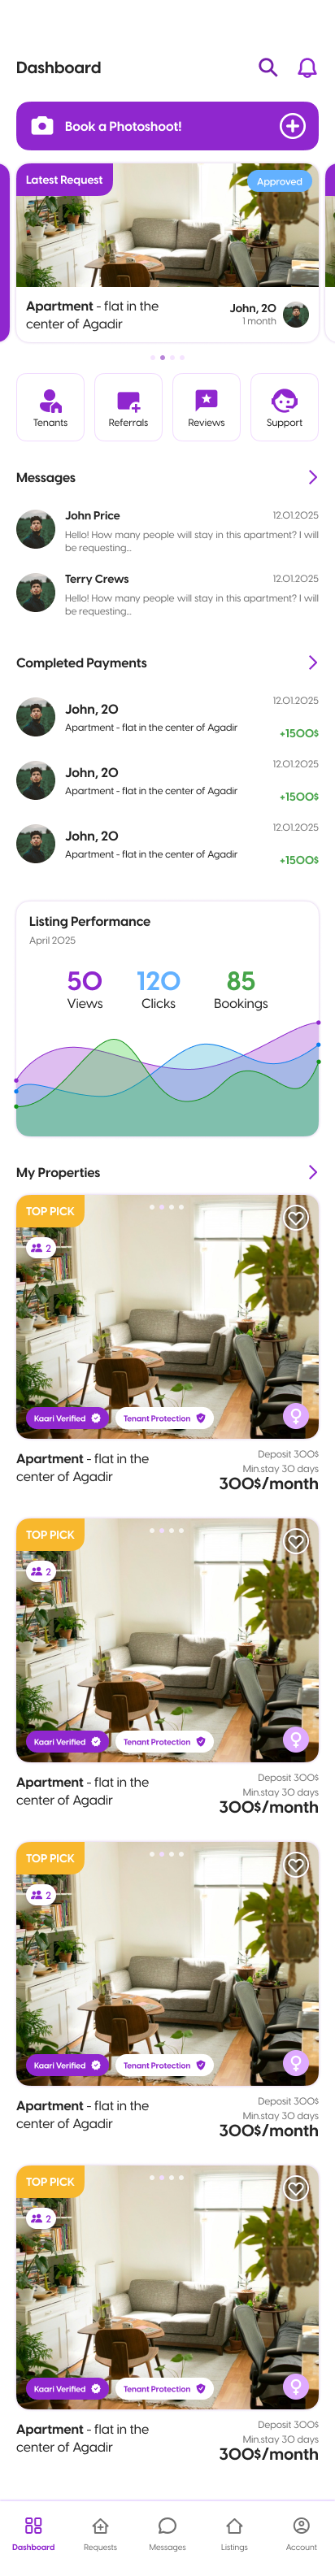 Dashboard
Book a Photoshoot!
Latest Request
Approved
Apartment - flat in the
center of Agadir
John, 20
1 month
Tenants
Referrals
Reviews
Support
Messages
John Price
12.01.2025
Hello! How many people will stay in this apartment? I will
be requesting...
Terry Crews
12.01.2025
Hello! How many people will stay in this apartment? I will
be requesting...
Completed Payments
12.01.2025
John, 20
Apartment - flat in the center of Agadir
+1500$
12.01.2025
John, 20
Apartment - flat in the center of Agadir
+1500$
12.01.2025
John, 20
Apartment - flat in the center of Agadir
+1500$
Listing Performance
April 2025
50
120
85
Views
Clicks
Bookings
My Properties
TOP PICK
2
Kaari Verified
Tenant Protection
Apartment - flat in the
center of Agadir
Deposit 300$
Min.stay 30 days
300$/month
TOP PICK
2
Kaari Verified
Tenant Protection
Apartment - flat in the
center of Agadir
Deposit 300$
Min.stay 30 days
300$/month
TOP PICK
2
Kaari Verified
Tenant Protection
Apartment - flat in the
center of Agadir
Deposit 300$
Min.stay 30 days
300$/month
TOP PICK
2
Kaari Verified
Tenant Protection
Apartment - flat in the
center of Agadir
Deposit 300$
Min.stay 30 days
300$/month
Dashboard
Requests
Messages
Listings
Account